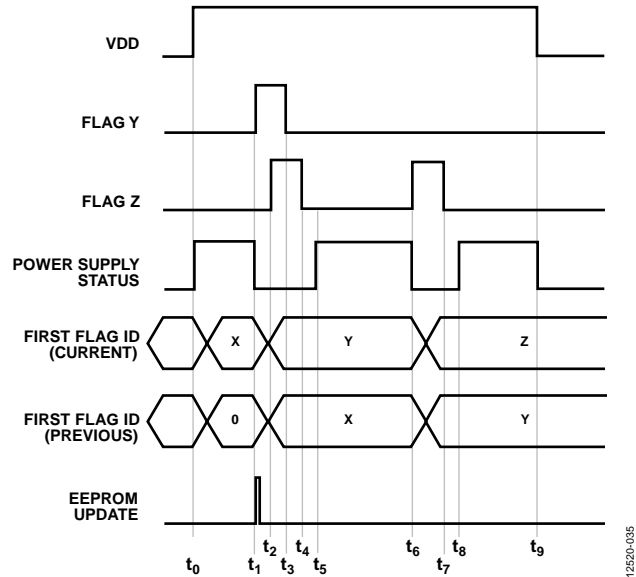 VDD
FLAG Y
FLAG Z
POWER SUPPLY
STATUS
FIRST FLAG ID
(CURRENT)
X
Y
Z
FIRST FLAG ID
(PREVIOUS)
0
X
Y
EEPROM
UPDATE
t0
t1
t2
t3
t4
t5
t6
t7
t8
t9
12520-035